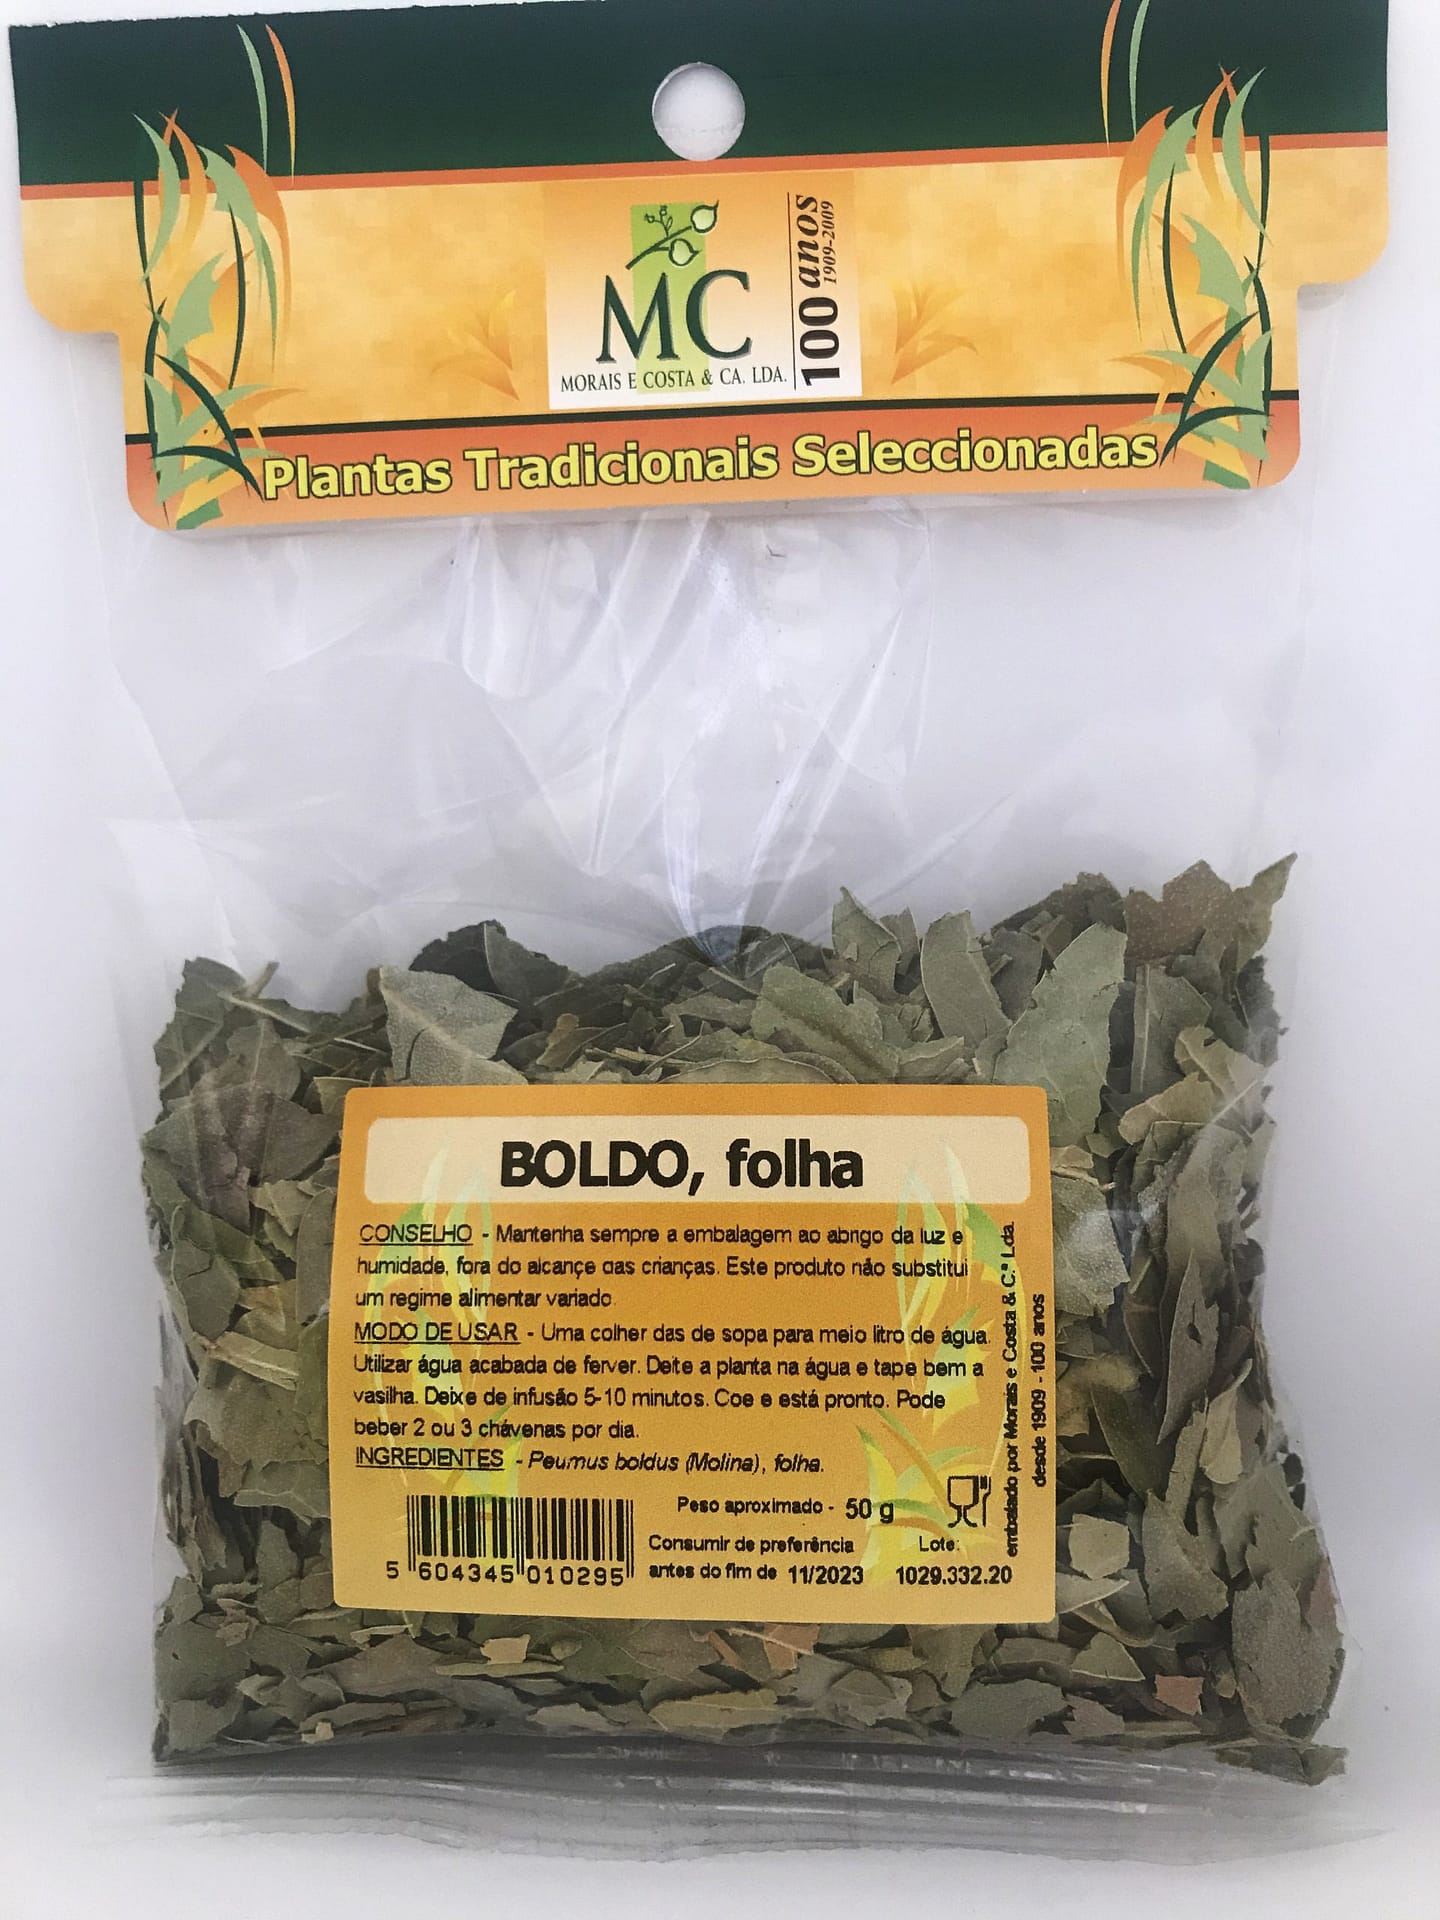 MC
MORAIS E COSTA & CA. LDA.
100 anos
1909-2009
Plantas Tradicionais Seleccionadas
BOLDO, folha
CONSELHO - Mantenha sempre a embalagem ao abrigo da luz e
humidade, fora do alcance das crianças. Este produto não substitui
um regime alimentar variado.
MODO DE USAR - Uma colher das de sopa para meio litro de água.
Utilizar água acabada de ferver. Deite a planta na água e tape bem a
vasilha. Deixe de infusão 5-10 minutos. Coe e está pronto. Pode
beber 2 ou 3 chávenas por dia.
INGREDIENTES - Peumus boldus (Molina), folha.
Peso aproximado - 50 g
Consumir de preferência
antes do fim de 11/2023
Lote:
1029.332.20
5 604345 010295
embalado por Morais e Costa & C.ª Lda.
desde 1909 - 100 anos